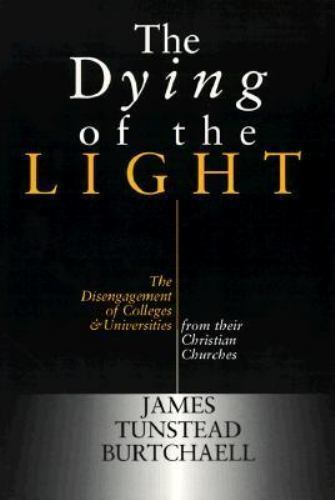 The
Dying
of the
LIGHT
The
Disengagement
of Colleges
& Universities
from their
Christian
Churches
JAMES
TUNSTEAD
BURTCHAELL